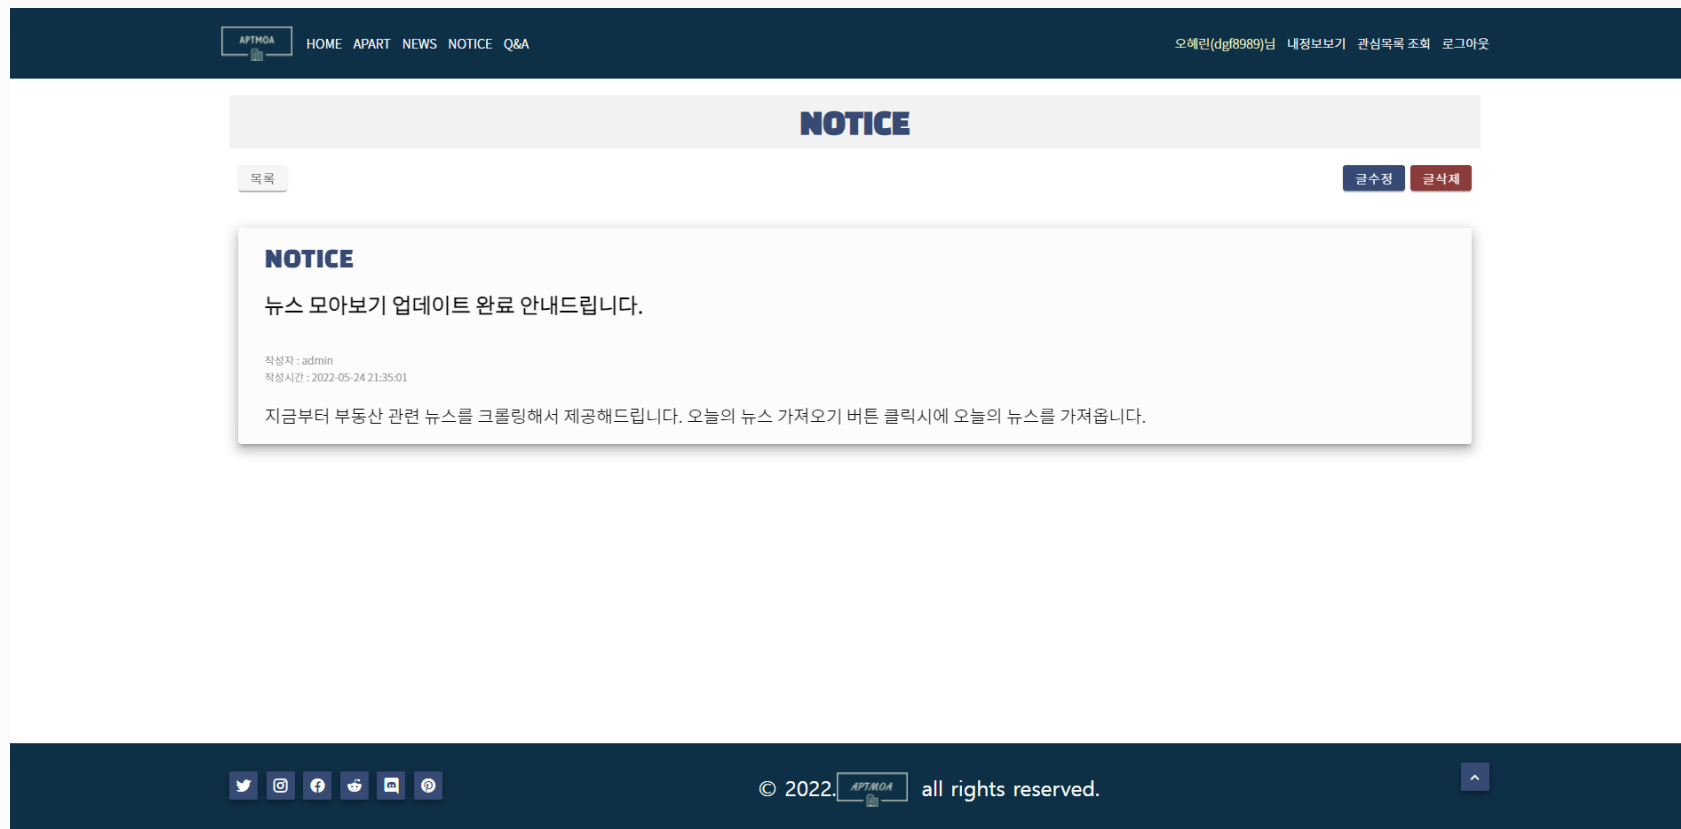 APTMOA HOME APART NEWS NOTICE Q&A 오혜린(dgf8989)님 내정보보기 관심목록 조회 로그아웃
NOTICE
목록 글수정 글삭제
NOTICE
뉴스 모아보기 업데이트 완료 안내드립니다.
작성자 : admin
작성시간 : 2022-05-24 21:35:01
지금부터 부동산 관련 뉴스를 크롤링해서 제공해드립니다. 오늘의 뉴스 가져오기 버튼 클릭시에 오늘의 뉴스를 가져옵니다.
© 2022. APTMOA all rights reserved.